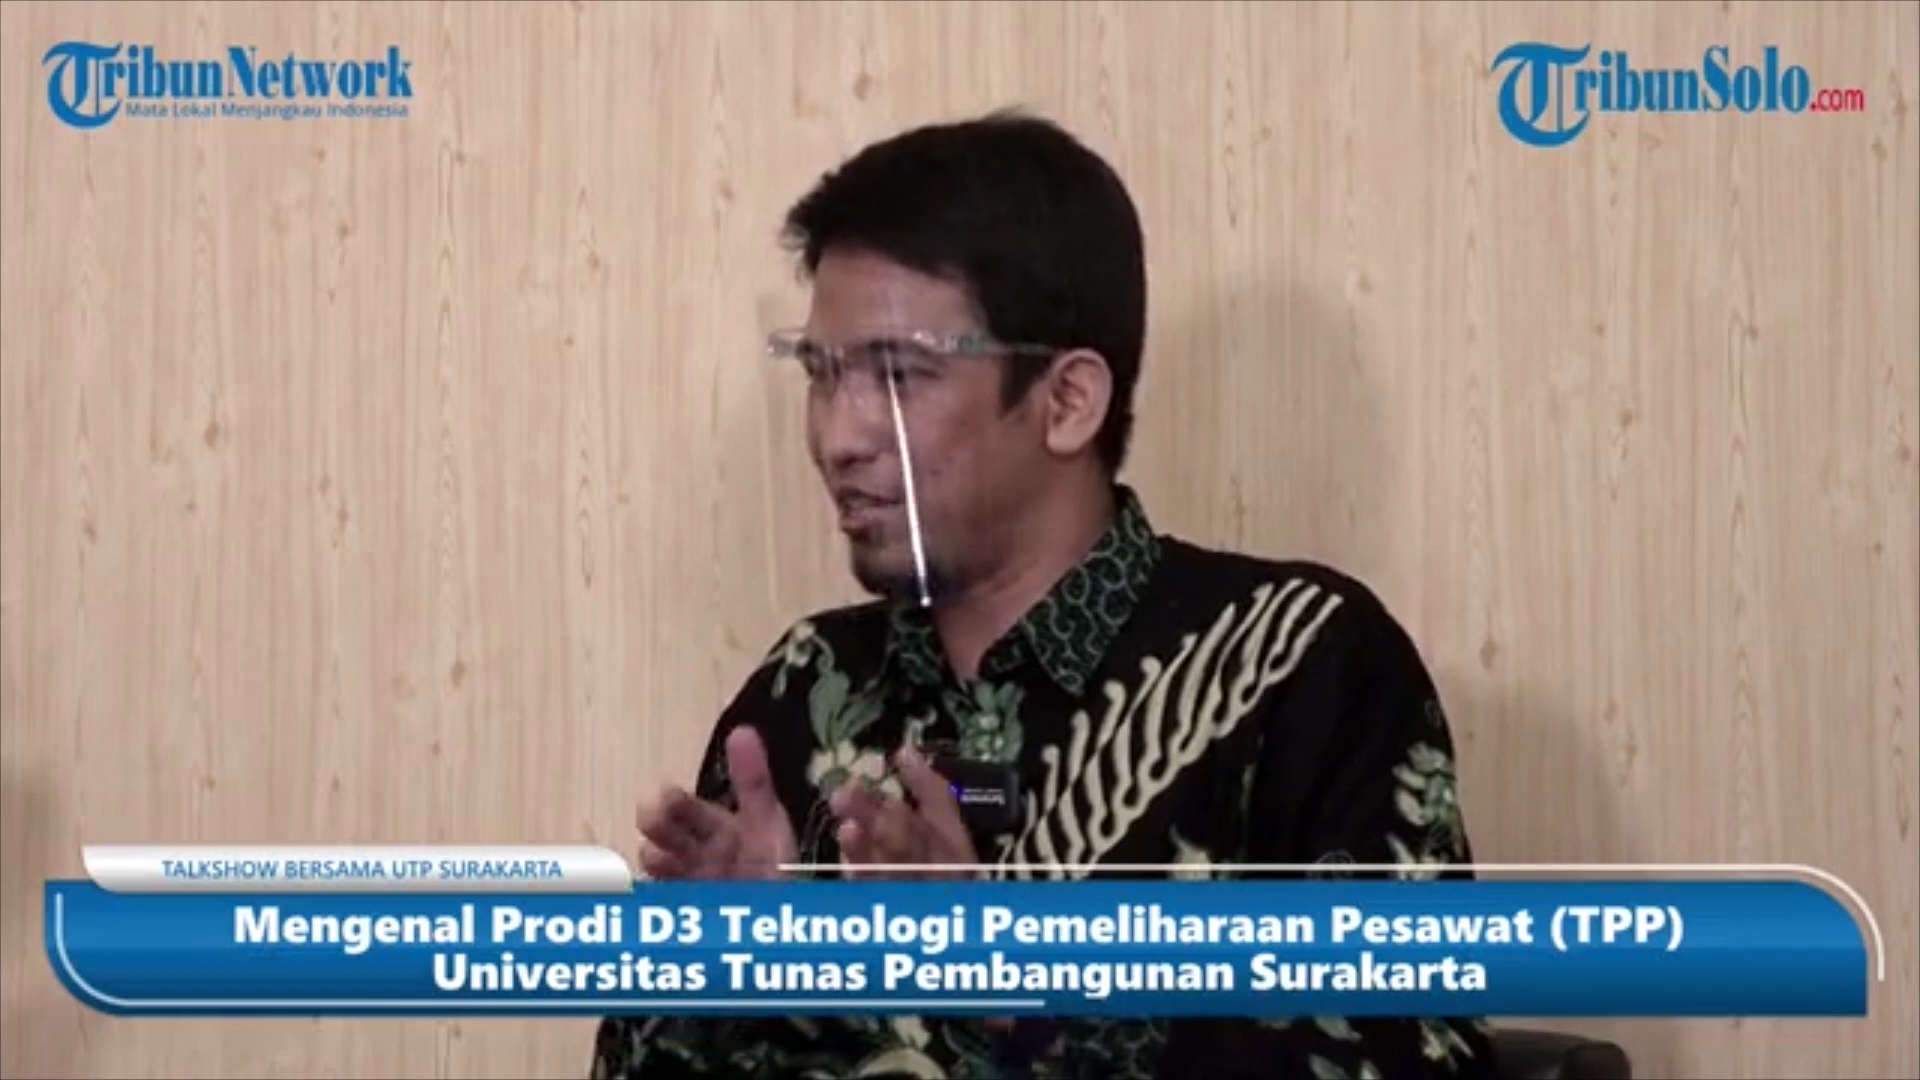 TribunNetwork
Mata Lokal Menjangkau Indonesia
TribunSolo.com
TALKSHOW BERSAMA UTP SURAKARTA
Mengenal Prodi D3 Teknologi Pemeliharaan Pesawat (TPP)
Universitas Tunas Pembangunan Surakarta